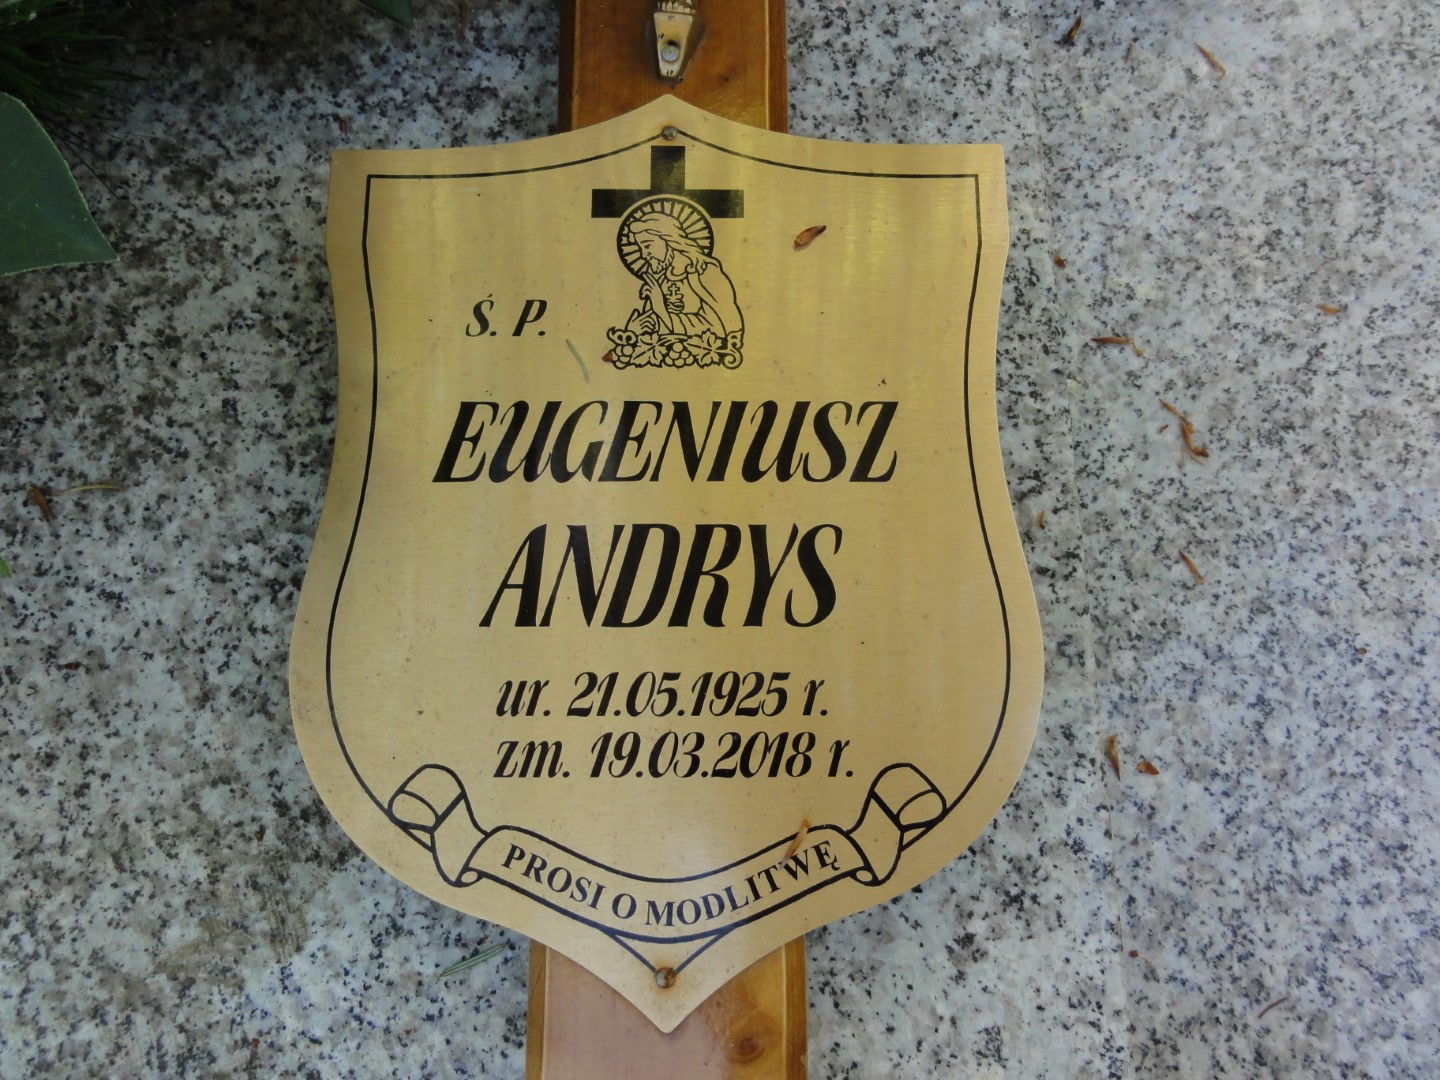 Ś. P.
EUGENIUSZ
ANDRYS
ur. 21.05.1925 r.
zm. 19.03.2018 r.
PROSI O MODLITWĘ